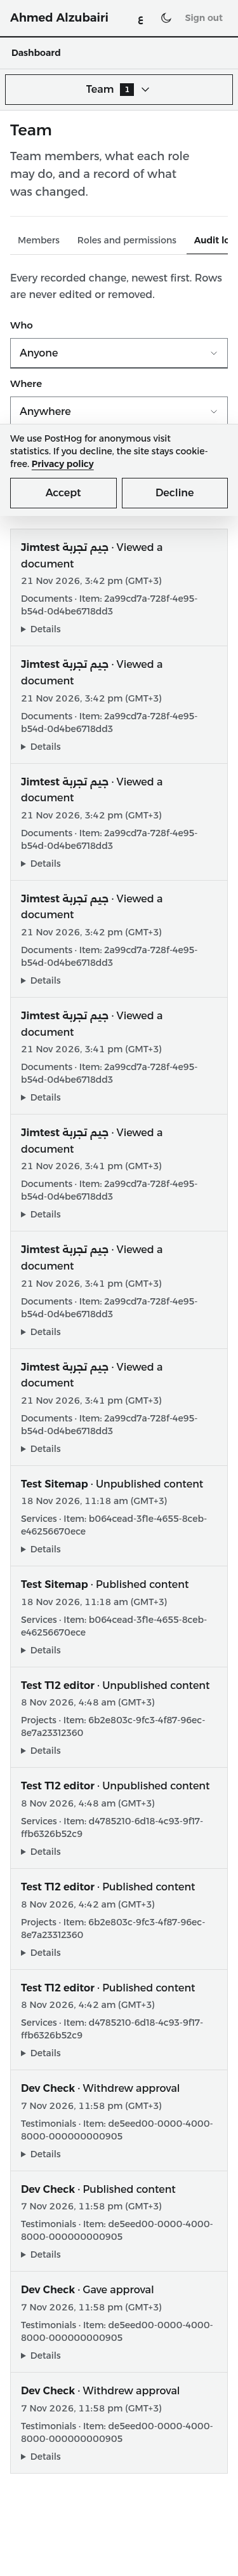 Ahmed Alzubairi ع Sign out
Dashboard
Team 1
Team
Team members, what each role
may do, and a record of what
was changed.
Members Roles and permissions Audit lo
Every recorded change, newest first. Rows
are never edited or removed.
Who
Anyone
Where
Anywhere
We use PostHog for anonymous visit
statistics. If you decline, the site stays cookie-
free. Privacy policy
Accept Decline
Jimtest جيم تجربة · Viewed a
document
21 Nov 2026, 3:42 pm (GMT+3)
Documents · Item: 2a99cd7a-728f-4e95-
b54d-0d4be6718dd3
Details
Jimtest جيم تجربة · Viewed a
document
21 Nov 2026, 3:42 pm (GMT+3)
Documents · Item: 2a99cd7a-728f-4e95-
b54d-0d4be6718dd3
Details
Jimtest جيم تجربة · Viewed a
document
21 Nov 2026, 3:42 pm (GMT+3)
Documents · Item: 2a99cd7a-728f-4e95-
b54d-0d4be6718dd3
Details
Jimtest جيم تجربة · Viewed a
document
21 Nov 2026, 3:42 pm (GMT+3)
Documents · Item: 2a99cd7a-728f-4e95-
b54d-0d4be6718dd3
Details
Jimtest جيم تجربة · Viewed a
document
21 Nov 2026, 3:41 pm (GMT+3)
Documents · Item: 2a99cd7a-728f-4e95-
b54d-0d4be6718dd3
Details
Jimtest جيم تجربة · Viewed a
document
21 Nov 2026, 3:41 pm (GMT+3)
Documents · Item: 2a99cd7a-728f-4e95-
b54d-0d4be6718dd3
Details
Jimtest جيم تجربة · Viewed a
document
21 Nov 2026, 3:41 pm (GMT+3)
Documents · Item: 2a99cd7a-728f-4e95-
b54d-0d4be6718dd3
Details
Jimtest جيم تجربة · Viewed a
document
21 Nov 2026, 3:41 pm (GMT+3)
Documents · Item: 2a99cd7a-728f-4e95-
b54d-0d4be6718dd3
Details
Test Sitemap · Unpublished content
18 Nov 2026, 11:18 am (GMT+3)
Services · Item: b064cead-3f1e-4655-8ceb-
e46256670ece
Details
Test Sitemap · Published content
18 Nov 2026, 11:18 am (GMT+3)
Services · Item: b064cead-3f1e-4655-8ceb-
e46256670ece
Details
Test T12 editor · Unpublished content
8 Nov 2026, 4:48 am (GMT+3)
Projects · Item: 6b2e803c-9fc3-4f87-96ec-
8e7a23312360
Details
Test T12 editor · Unpublished content
8 Nov 2026, 4:48 am (GMT+3)
Services · Item: d4785210-6d18-4c93-9f17-
ffb6326b52c9
Details
Test T12 editor · Published content
8 Nov 2026, 4:42 am (GMT+3)
Projects · Item: 6b2e803c-9fc3-4f87-96ec-
8e7a23312360
Details
Test T12 editor · Published content
8 Nov 2026, 4:42 am (GMT+3)
Services · Item: d4785210-6d18-4c93-9f17-
ffb6326b52c9
Details
Dev Check · Withdrew approval
7 Nov 2026, 11:58 pm (GMT+3)
Testimonials · Item: de5eed00-0000-4000-
8000-000000000905
Details
Dev Check · Published content
7 Nov 2026, 11:58 pm (GMT+3)
Testimonials · Item: de5eed00-0000-4000-
8000-000000000905
Details
Dev Check · Gave approval
7 Nov 2026, 11:58 pm (GMT+3)
Testimonials · Item: de5eed00-0000-4000-
8000-000000000905
Details
Dev Check · Withdrew approval
7 Nov 2026, 11:58 pm (GMT+3)
Testimonials · Item: de5eed00-0000-4000-
8000-000000000905
Details